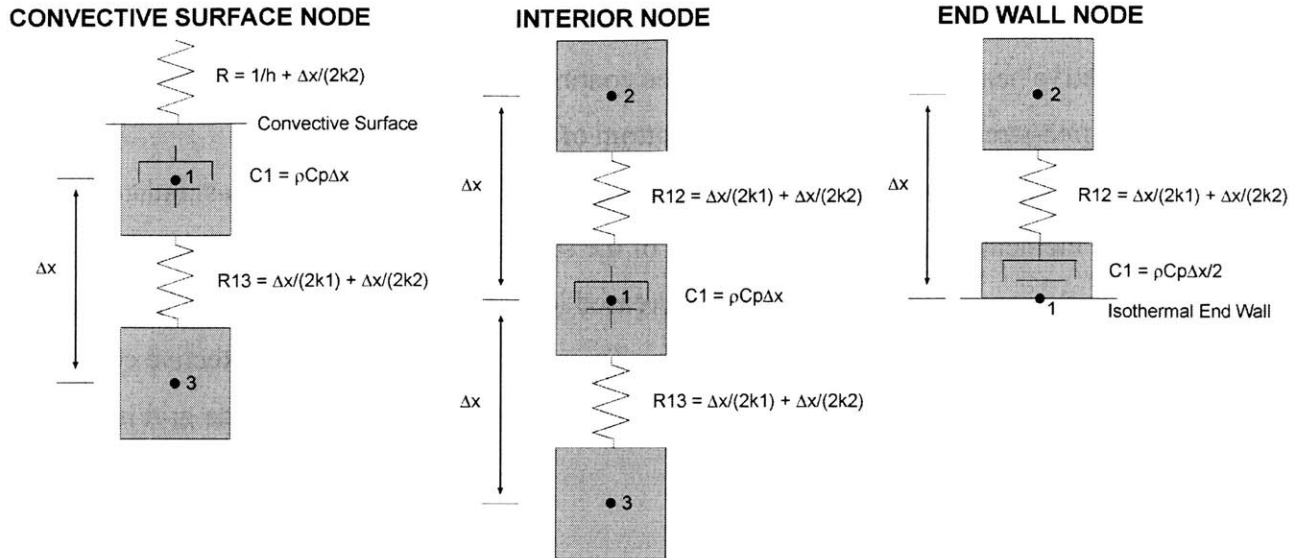 CONVECTIVE SURFACE NODE
R = 1/h + Δx/(2k2)
Convective Surface
1
C1 = ρCpΔx
Δx
R13 = Δx/(2k1) + Δx/(2k2)
3
INTERIOR NODE
2
Δx
R12 = Δx/(2k1) + Δx/(2k2)
1
C1 = ρCpΔx
Δx
R13 = Δx/(2k1) + Δx/(2k2)
3
END WALL NODE
2
Δx
R12 = Δx/(2k1) + Δx/(2k2)
C1 = ρCpΔx/2
1
Isothermal End Wall